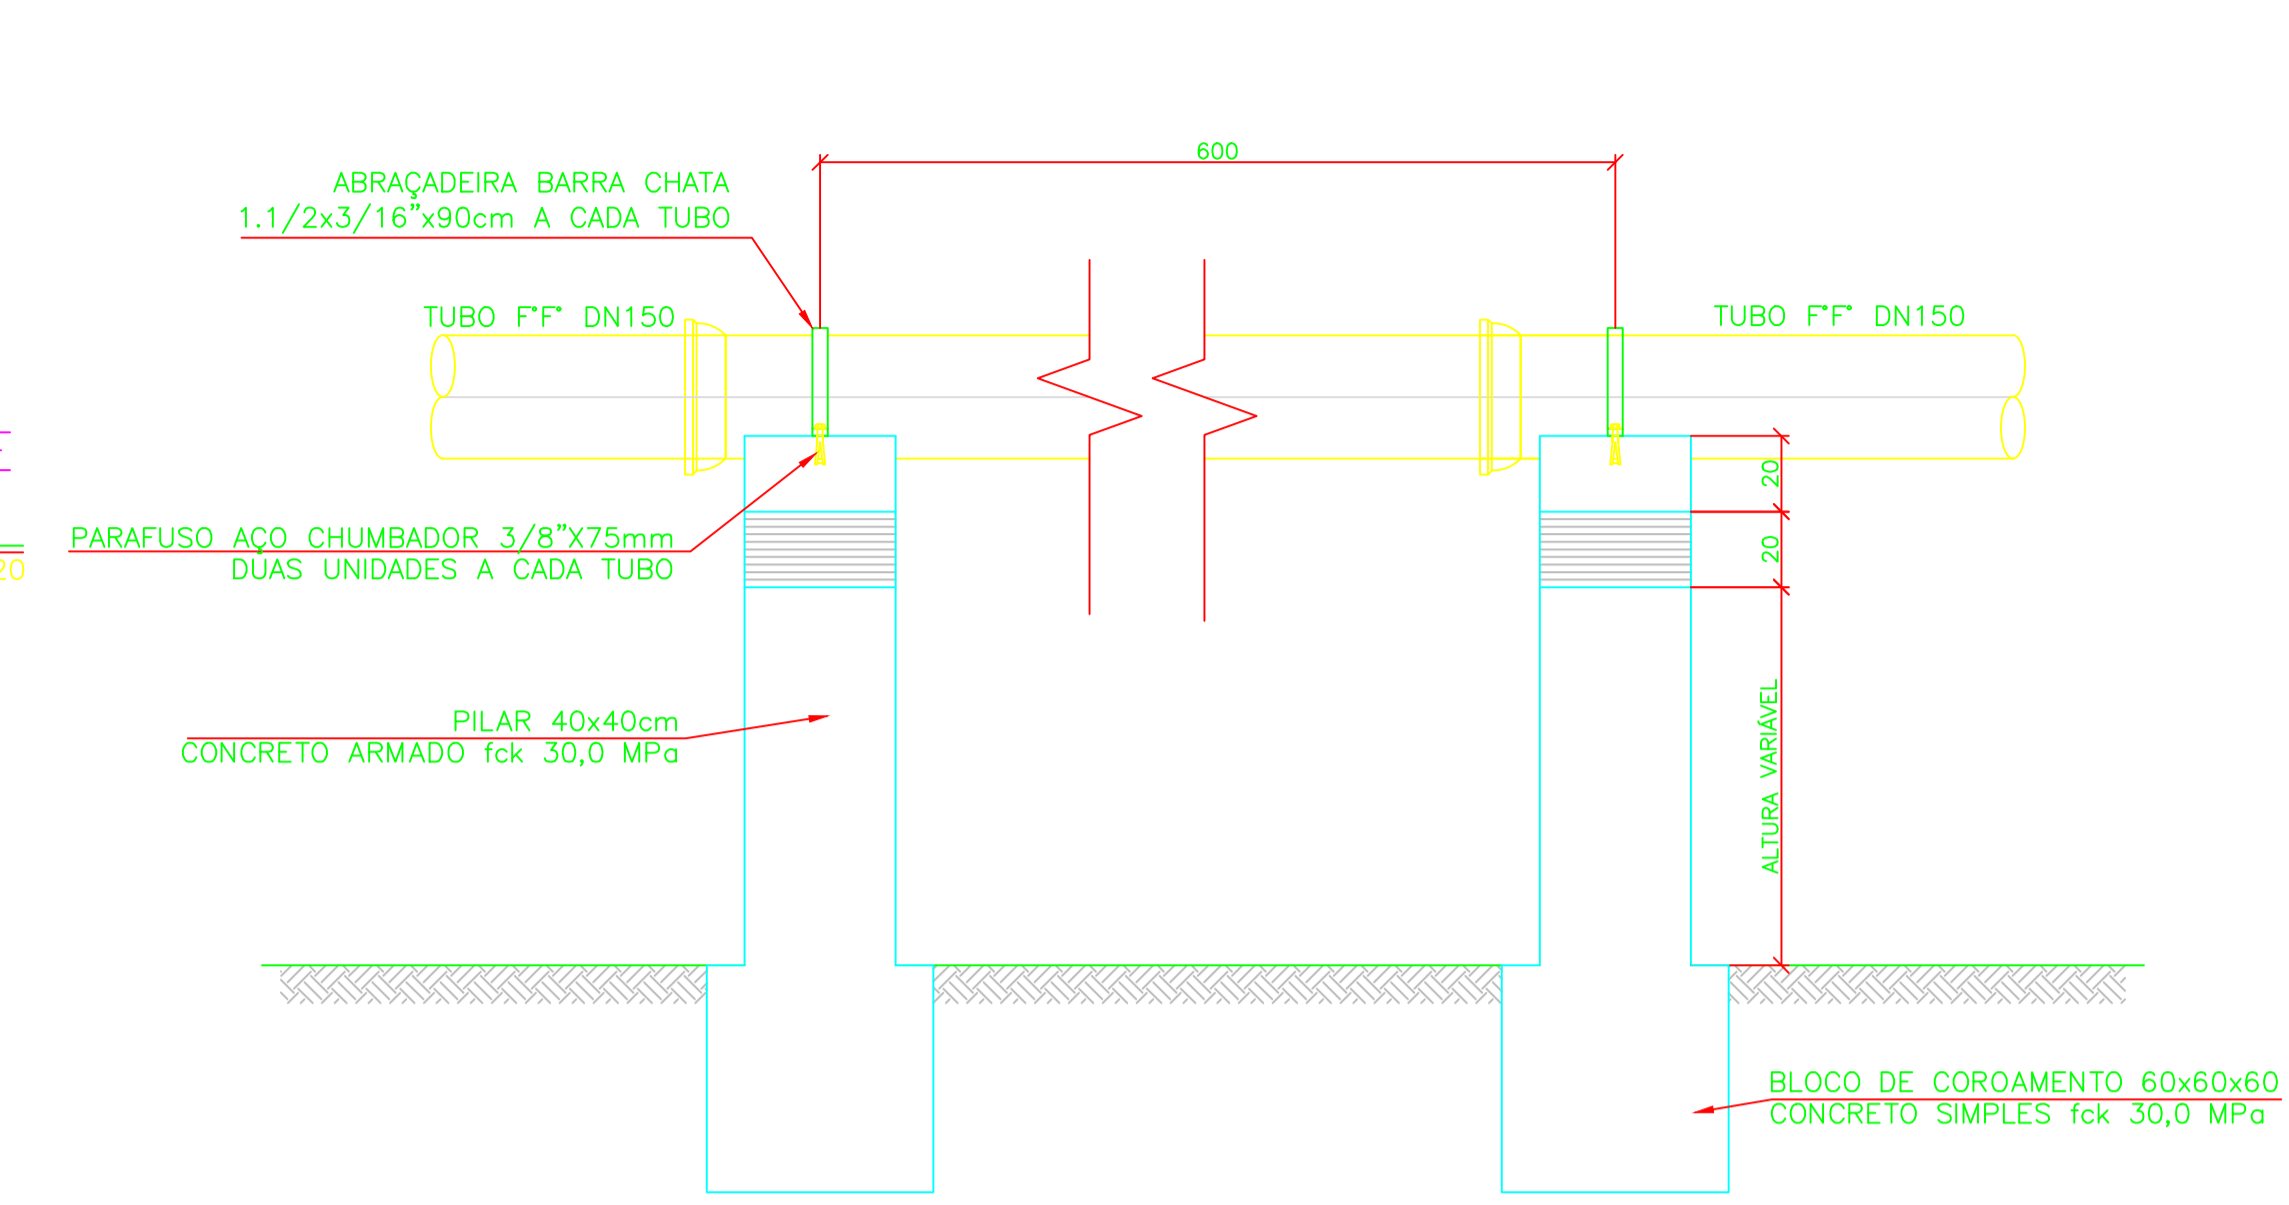 600
ABRAÇADEIRA BARRA CHATA
1.1/2x3/16"x90cm A CADA TUBO
TUBO F°F° DN150
TUBO F°F° DN150
20
20
PARAFUSO AÇO CHUMBADOR 3/8"X75mm
DUAS UNIDADES A CADA TUBO
20
PILAR 40x40cm
CONCRETO ARMADO fck 30,0 MPa
ALTURA VARIÁVEL
BLOCO DE COROAMENTO 60x60x60
CONCRETO SIMPLES fck 30,0 MPa